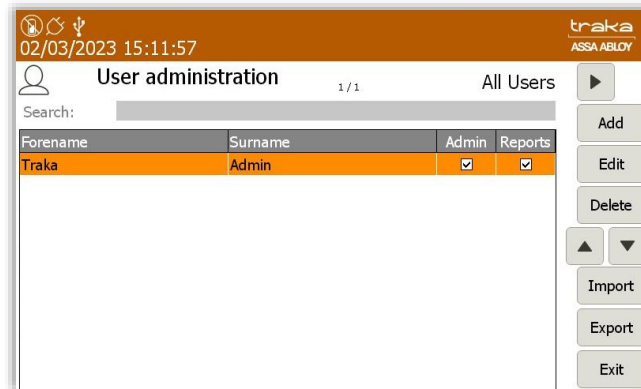 traka
02/03/2023 15:11:57
ASSA ABLOY
User administration
1 / 1
All Users
Search:
Add
Forename Surname Admin Reports
Traka Admin
Edit
Delete
Import
Export
Exit